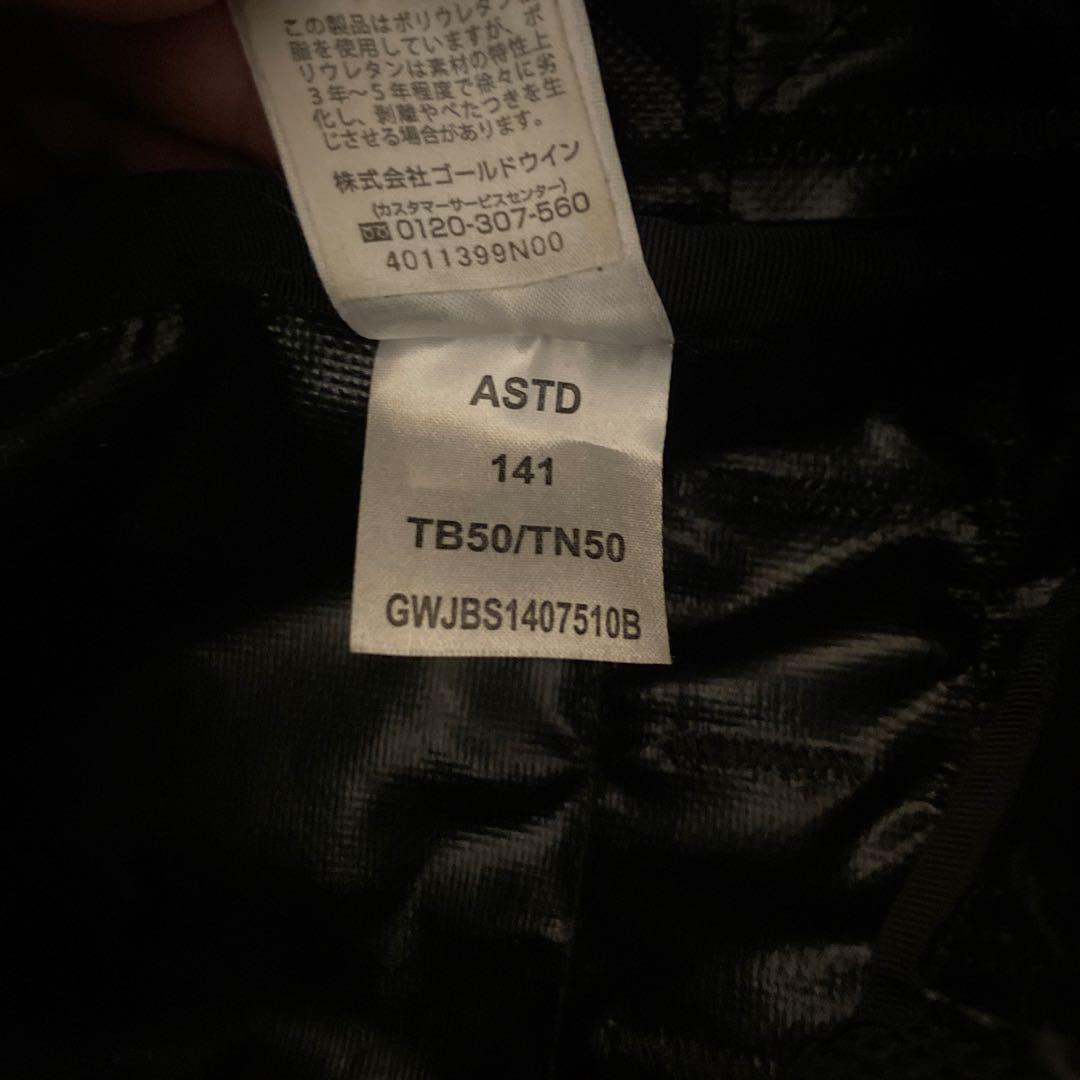 この製品はポリウレタン
脂を使用していますが、ポ
リウレタンは素材の特性上
3年～5年程度で徐々に劣
化し、剥離やべたつきを生
じさせる場合があります。
株式会社ゴールドウイン
(カスタマーサービスセンター)
0120-307-560
4011399N00
ASTD
141
TB50/TN50
GWJBS1407510B